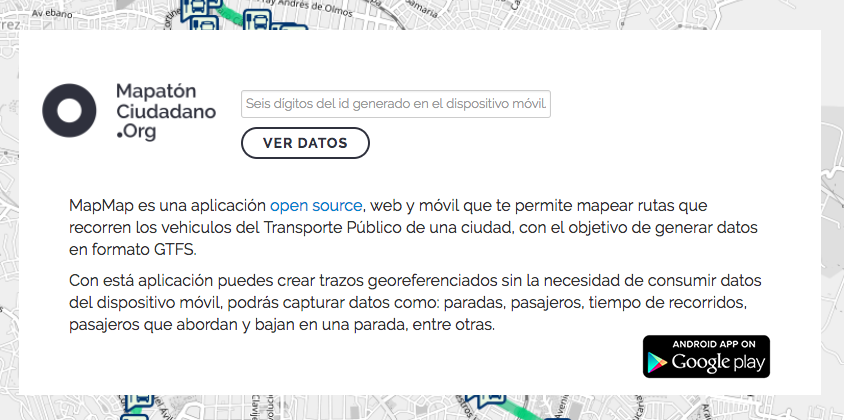 Av ebano
Rey Andrés de Olmos
Samaria
Mapatón
Ciudadano
.Org
Seis dígitos del id generado en el dispositivo móvil.
VER DATOS
MapMap es una aplicación open source, web y móvil que te permite mapear rutas que
recorren los vehiculos del Transporte Público de una ciudad, con el objetivo de generar datos
en formato GTFS.
Con está aplicación puedes crear trazos georeferenciados sin la necesidad de consumir datos
del dispositivo móvil, podrás capturar datos como: paradas, pasajeros, tiempo de recorridos,
pasajeros que abordan y bajan en una parada, entre otras.
ANDROID APP ON
Google play